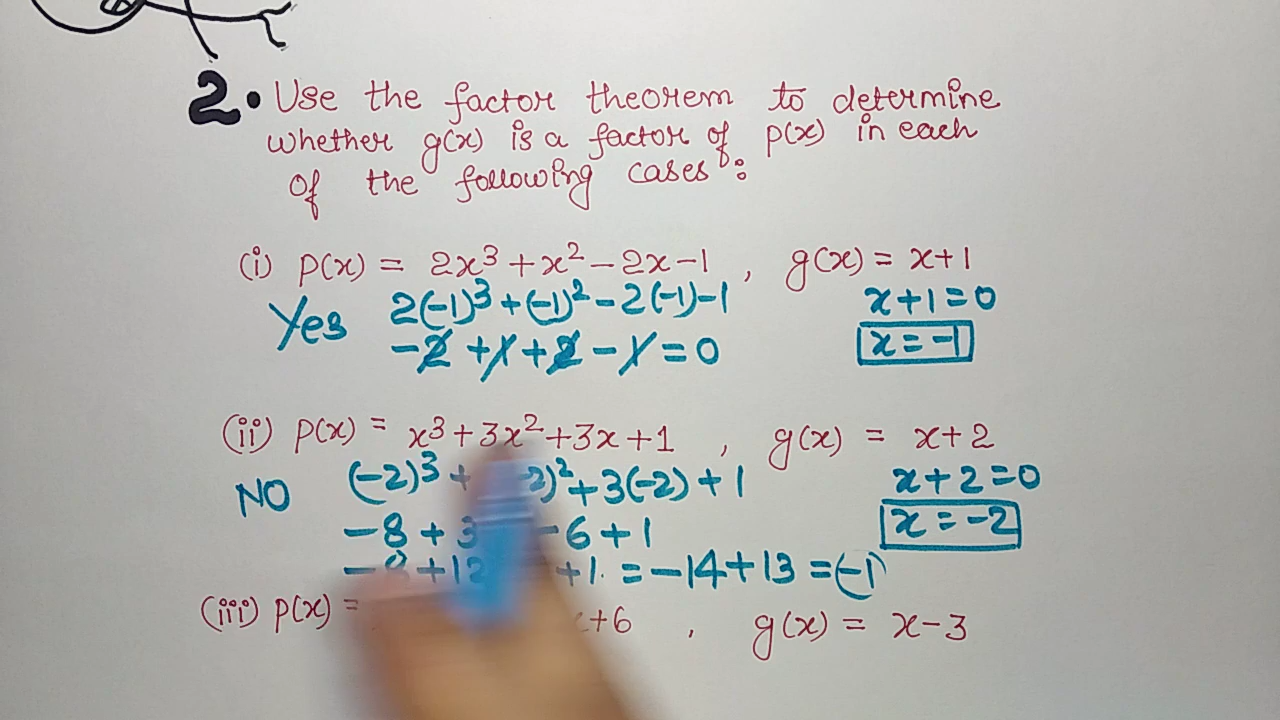 2. Use the factor theorem to determine
whether g(x) is a factor of p(x) in each
of the following cases:
(i) p(x) = 2x³ + x² - 2x - 1 , g(x) = x+1
Yes 2(-1)³ + (-1)² - 2(-1) - 1 x+1=0
-2 + 1 + 2 - 1 = 0 x = -1
(ii) p(x) = x³ + 3x² + 3x + 1 , g(x) = x+2
NO (-2)³ + 2)² + 3(-2) + 1 x+2=0
-8 + 3 - 6 + 1 x = -2
-8 + 12 + 1 = -14 + 13 = (-1)
(iii) p(x) = x+6 , g(x) = x-3